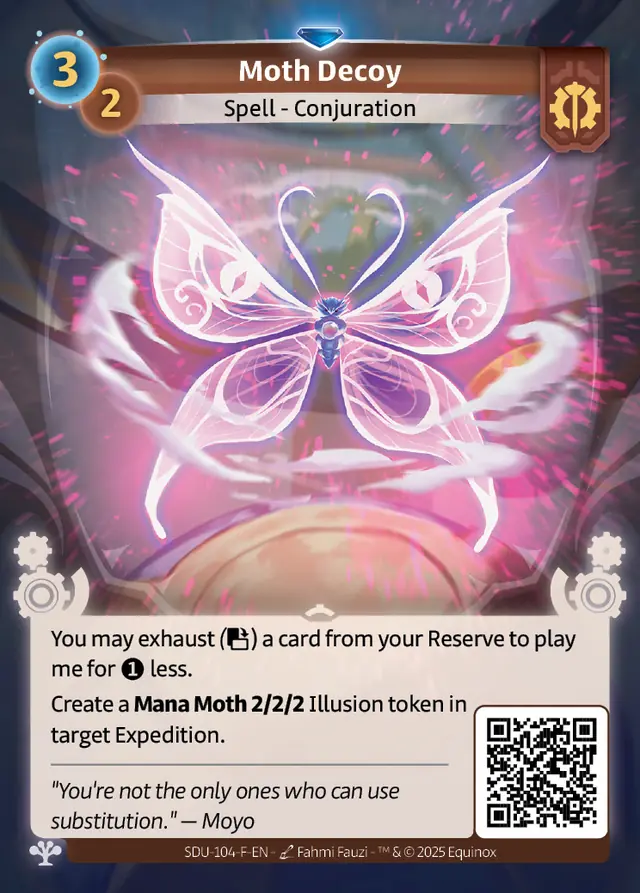 3
Moth Decoy
2
Spell - Conjuration
You may exhaust () a card from your Reserve to play
me for 1 less.
Create a Mana Moth 2/2/2 Illusion token in
target Expedition.
"You're not the only ones who can use
substitution." — Moyo
SDU-104-F-EN - Fahmi Fauzi - ™ & © 2025 Equinox